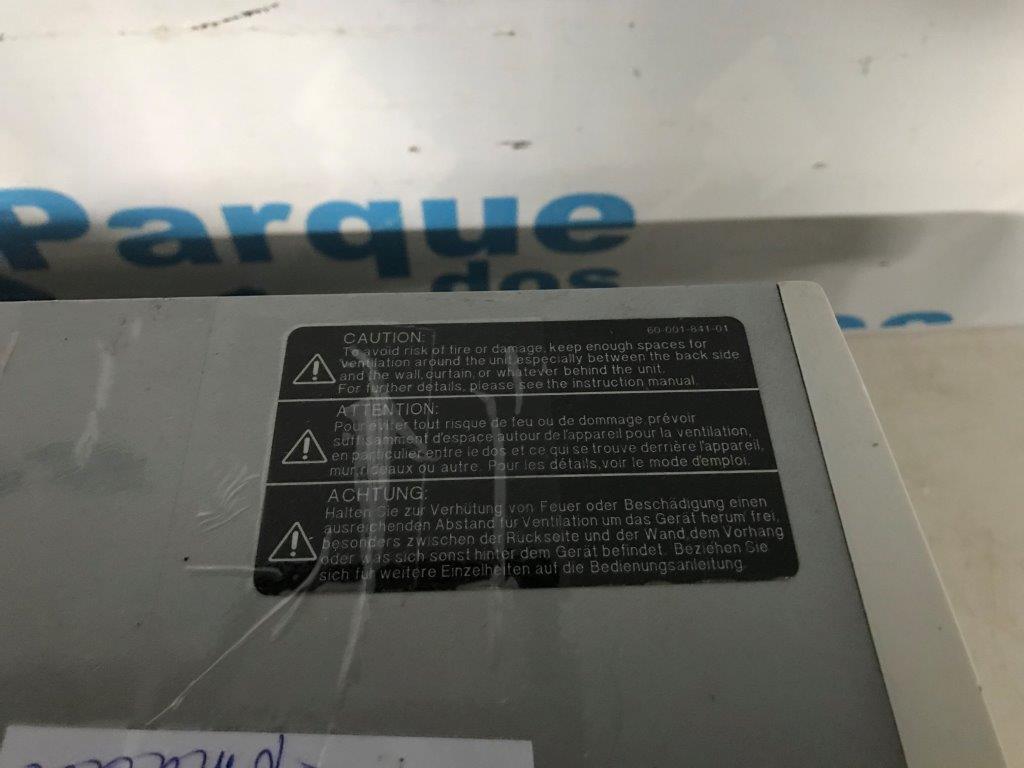 Parque
dos
60-001-841-01
CAUTION:
To avoid risk of fire or damage, keep enough spaces for
ventilation around the unit especially between the back side
and the wall, curtain, or whatever behind the unit.
For further details, please see the instruction manual.
ATTENTION:
Pour éviter tout risque de feu ou de dommage prévoir
suffisamment d'espace autour de l'appareil pour la ventilation,
en particulier entre le dos et ce qui se trouve derrière l'appareil,
mur, rideaux ou autre. Pour les détails, voir le mode d'emploi.
ACHTUNG:
Halten Sie zur Verhütung von Feuer oder Beschädigung einen
ausreichenden Abstand für Ventilation um das Gerät herum frei,
besonders zwischen der Rückseite und der Wand, dem Vorhang
oder was sich sonst hinter dem Gerät befindet. Beziehen Sie
sich für weitere Einzelheiten auf die Bedienungsanleitung.